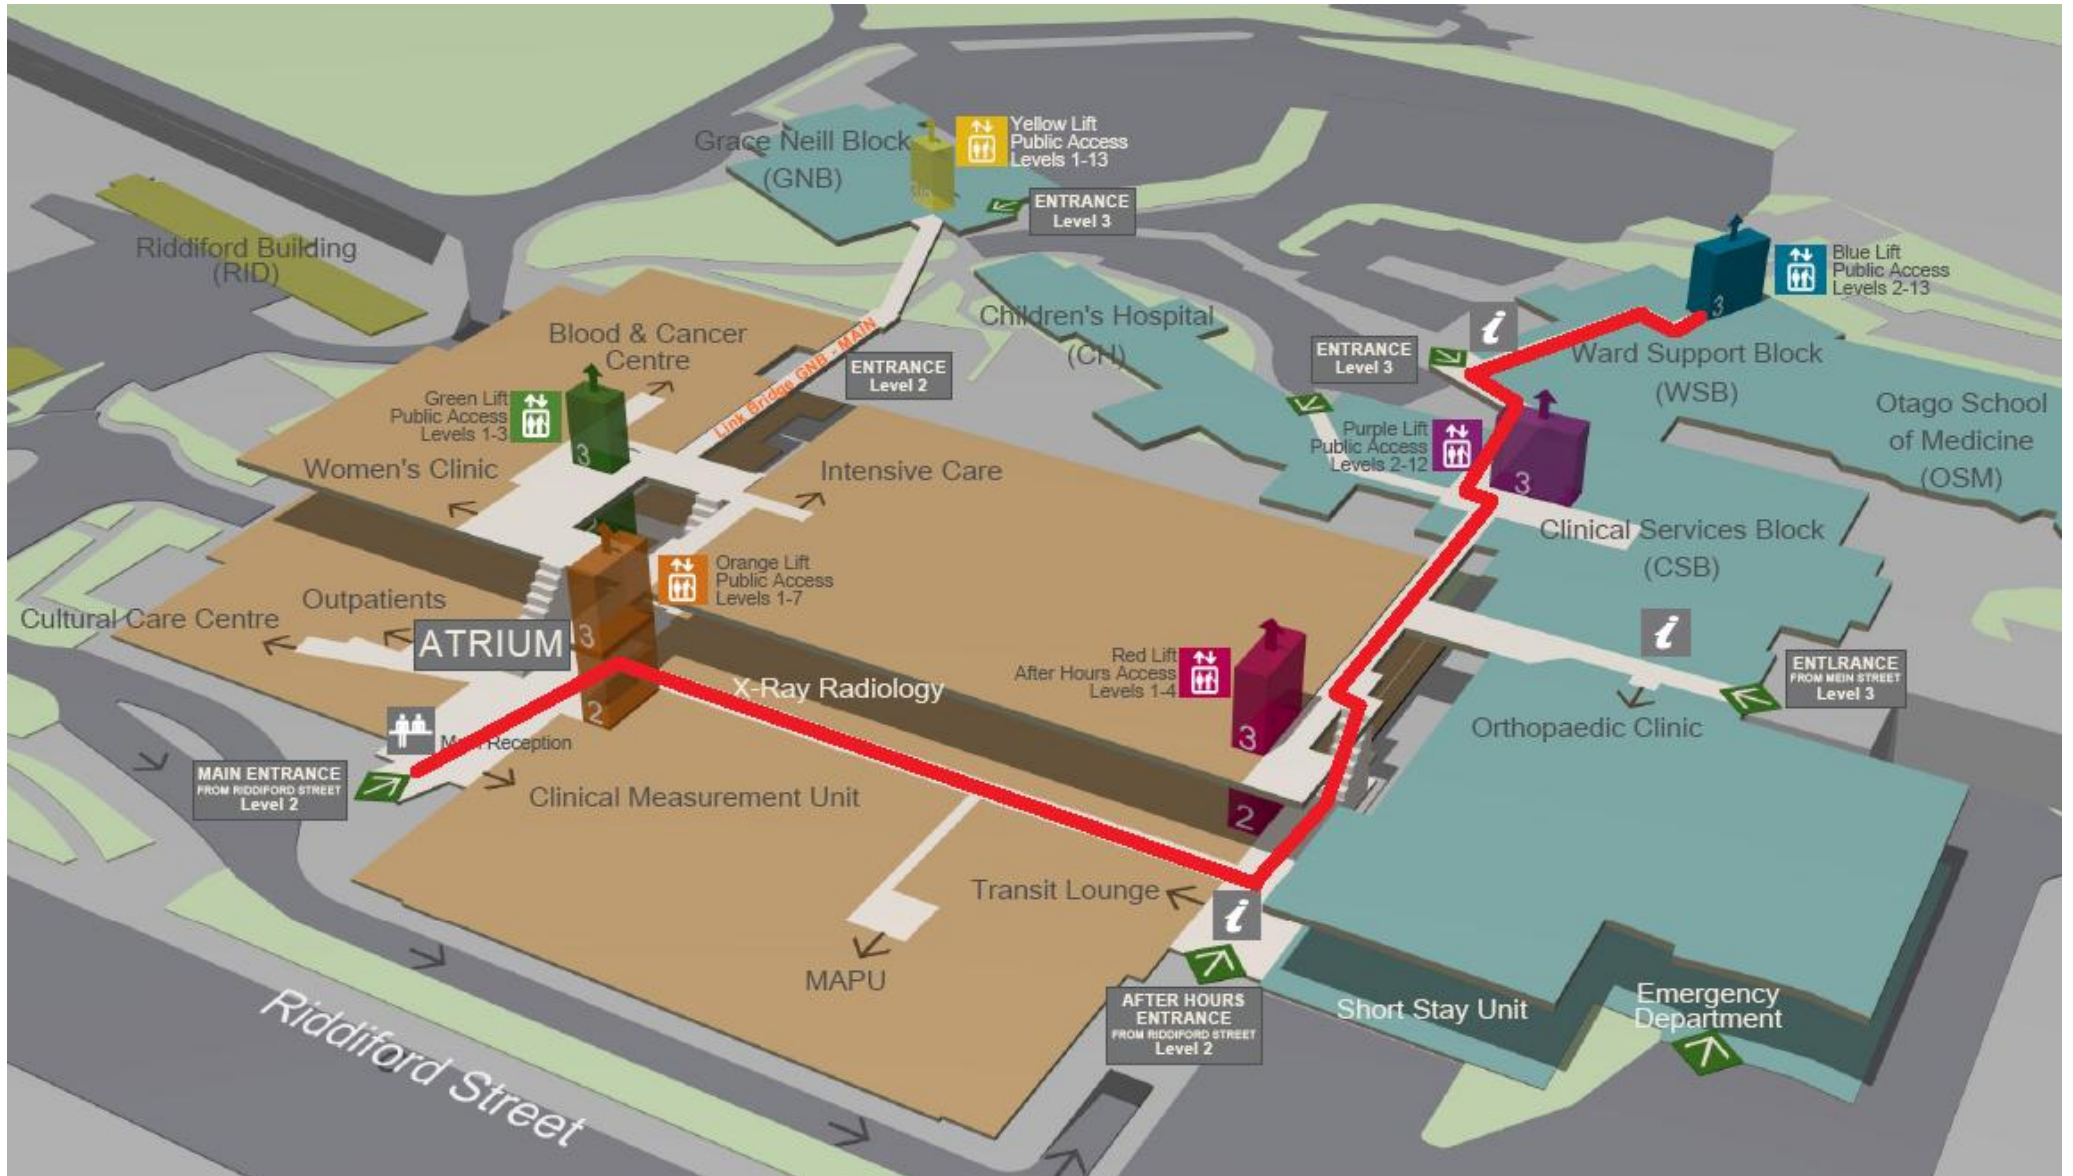 Yellow Lift
Public Access
Levels 1-13
Grace Neill Block
(GNB)
ENTRANCE
Level 3
Riddiford Building
(RID)
Blue Lift
Public Access
Levels 2-13
3
Children's Hospital
(CH)
i
ENTRANCE
Level 3
Ward Support Block
(WSB)
Blood & Cancer
Centre
Link Bridge GNB - MAIN
ENTRANCE
Level 2
Green Lift
Public Access
Levels 1-3
3
Otago School
of Medicine
(OSM)
Purple Lift
Public Access
Levels 2-12
3
Women's Clinic
Intensive Care
Clinical Services Block
(CSB)
Orange Lift
Public Access
Levels 1-7
3
2
Outpatients
Cultural Care Centre
ATRIUM
i
Red Lift
After Hours Access
Levels 1-4
3
2
X-Ray Radiology
ENTLRANCE
FROM MEIN STREET
Level 3
Orthopaedic Clinic
Reception
MAIN ENTRANCE
FROM RIDDIFORD STREET
Level 2
Clinical Measurement Unit
Transit Lounge
i
MAPU
AFTER HOURS
ENTRANCE
FROM RIDDIFORD STREET
Level 2
Short Stay Unit
Emergency
Department
Riddiford Street